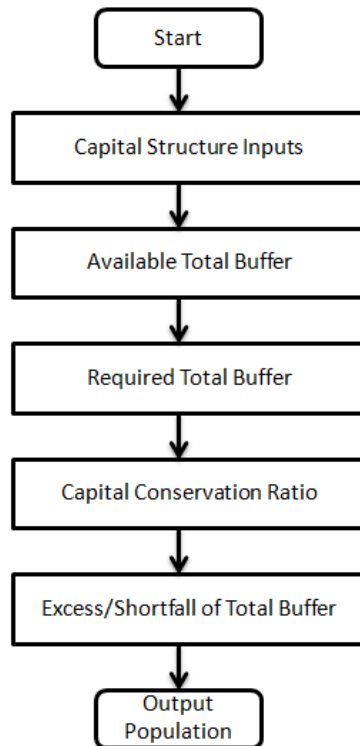 Start
Capital Structure Inputs
Available Total Buffer
Required Total Buffer
Capital Conservation Ratio
Excess/Shortfall of Total Buffer
Output
Population